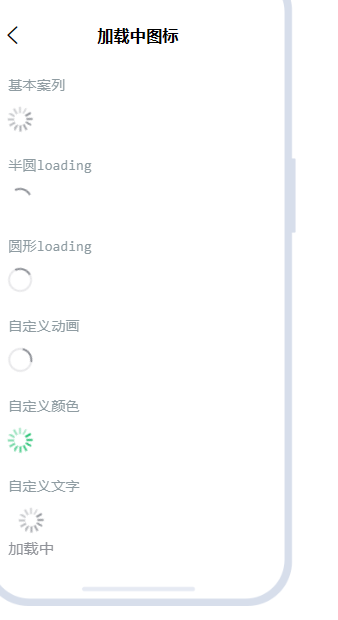 加载中图标
基本案列
半圆loading
圆形loading
自定义动画
自定义颜色
自定义文字
加载中